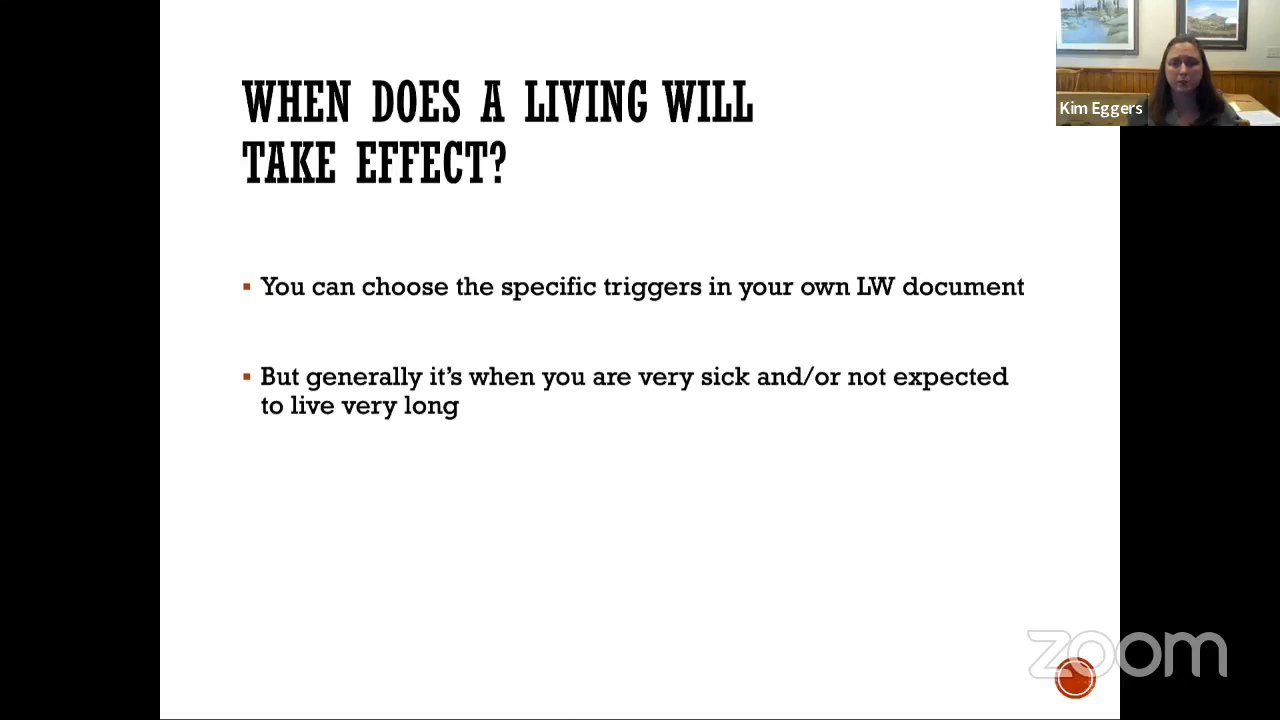 WHEN DOES A LIVING WILL
TAKE EFFECT?
Kim Eggers
▪ You can choose the specific triggers in your own LW document
▪ But generally it's when you are very sick and/or not expected
to live very long
zoom